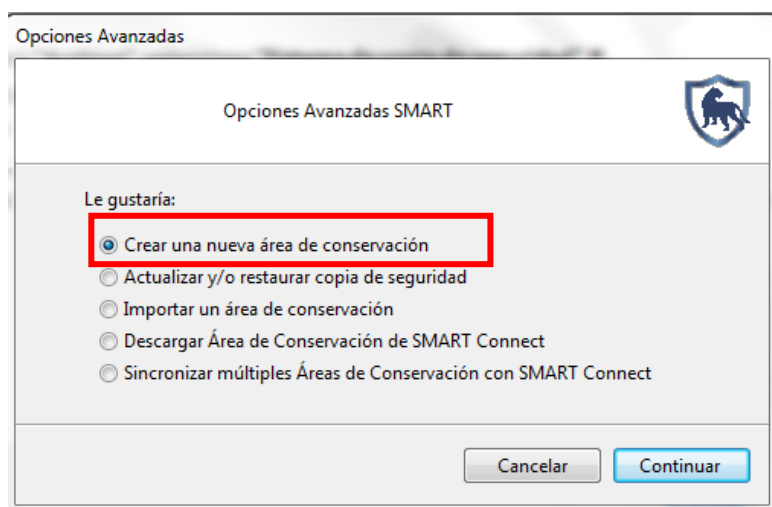 Opciones Avanzadas
Opciones Avanzadas SMART
Le gustaría:
Crear una nueva área de conservación
Actualizar y/o restaurar copia de seguridad
Importar un área de conservación
Descargar Área de Conservación de SMART Connect
Sincronizar múltiples Áreas de Conservación con SMART Connect
Cancelar
Continuar